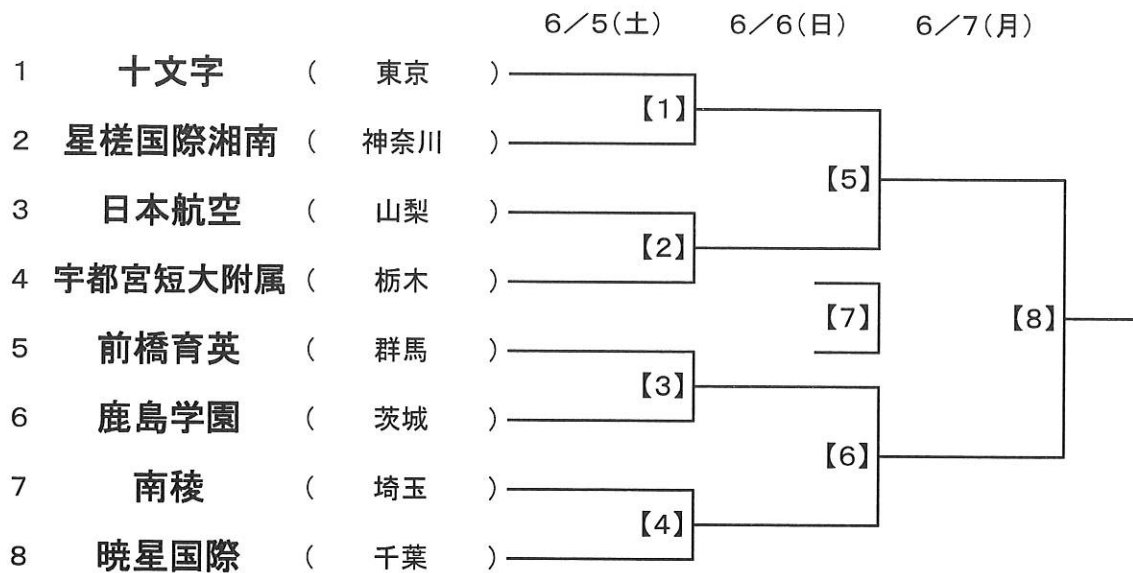 6/5(土) 6/6(日) 6/7(月)
1 十文字 ( 東京 )
【1】
2 星槎国際湘南 ( 神奈川 )
【5】
3 日本航空 ( 山梨 )
【2】
4 宇都宮短大附属 ( 栃木 )
【7】 【8】
5 前橋育英 ( 群馬 )
【3】
6 鹿島学園 ( 茨城 )
【6】
7 南稜 ( 埼玉 )
【4】
8 暁星国際 ( 千葉 )